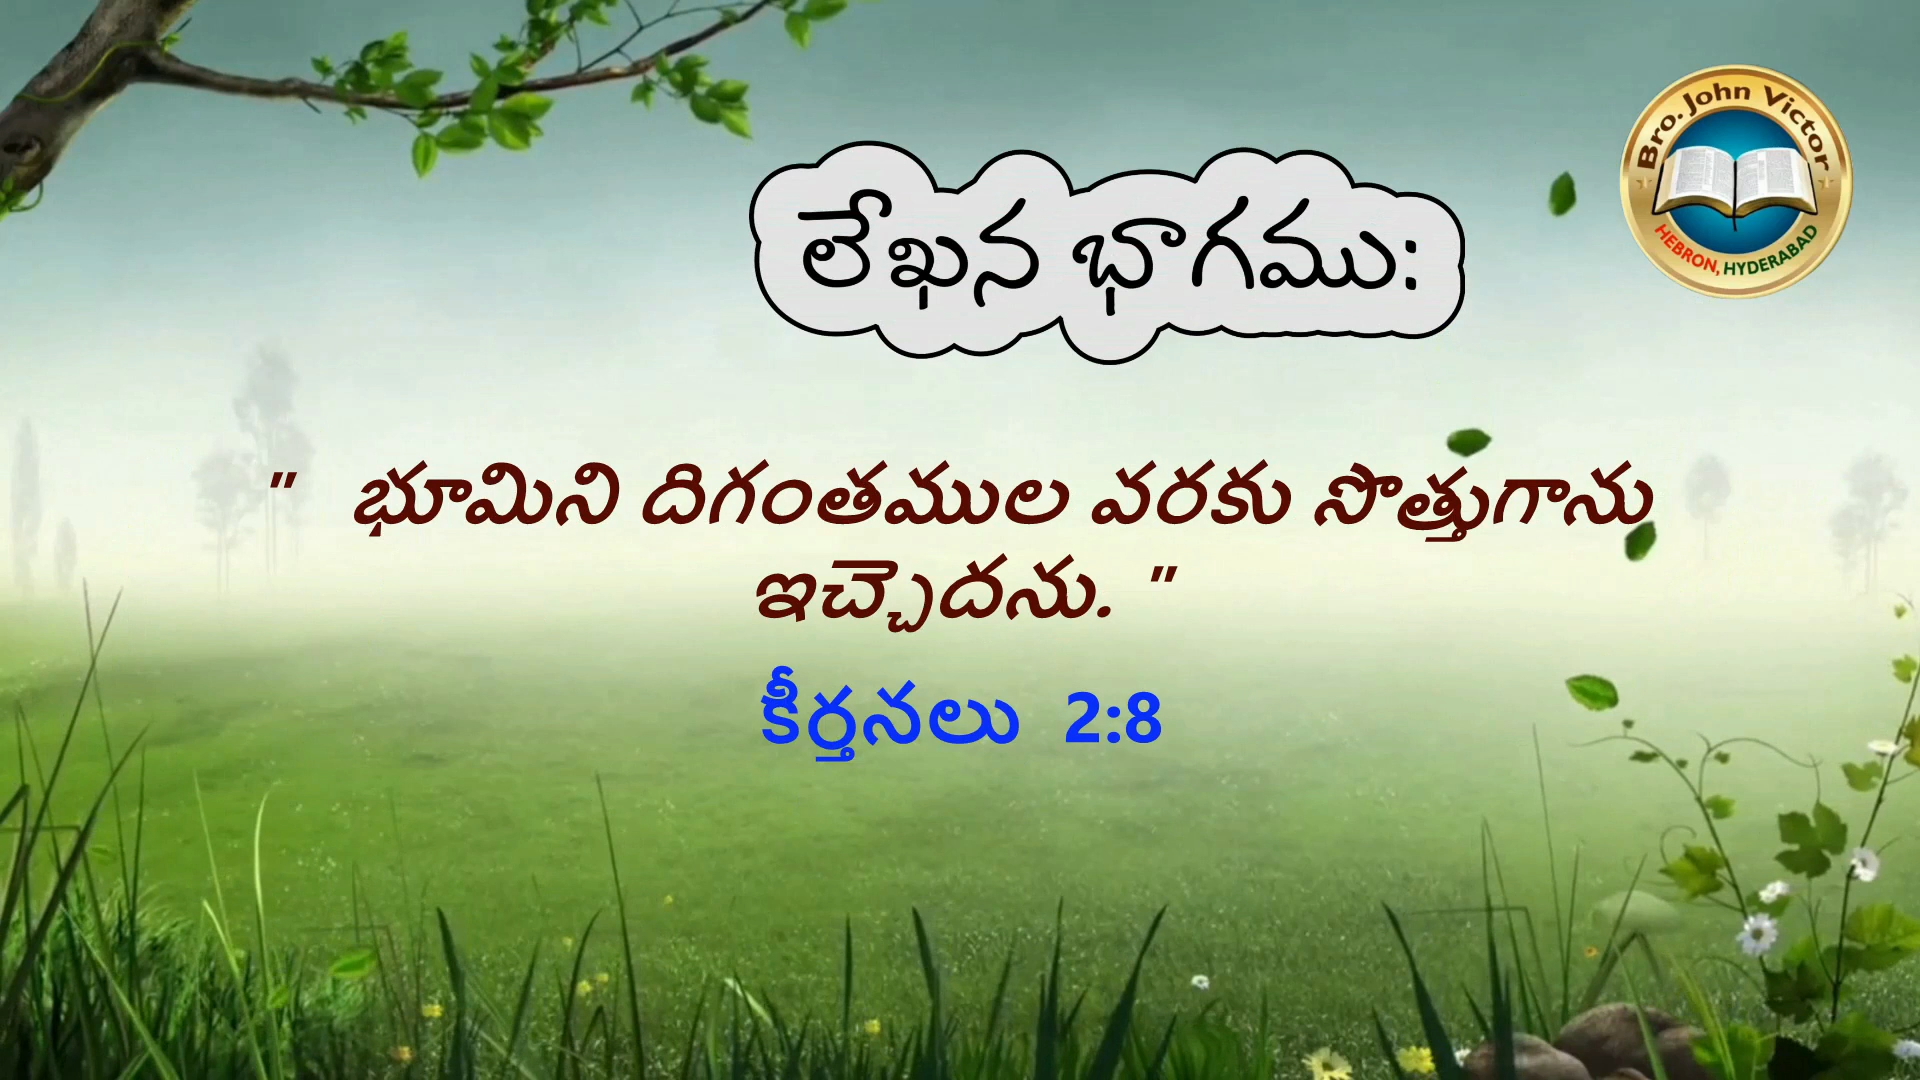 Bro. John Victor
HEBRON, HYDERABAD
లేఖన భాగము:
" భూమిని దిగంతముల వరకు సొత్తుగాను
ఇచ్చెదను. "
కీర్తనలు 2:8